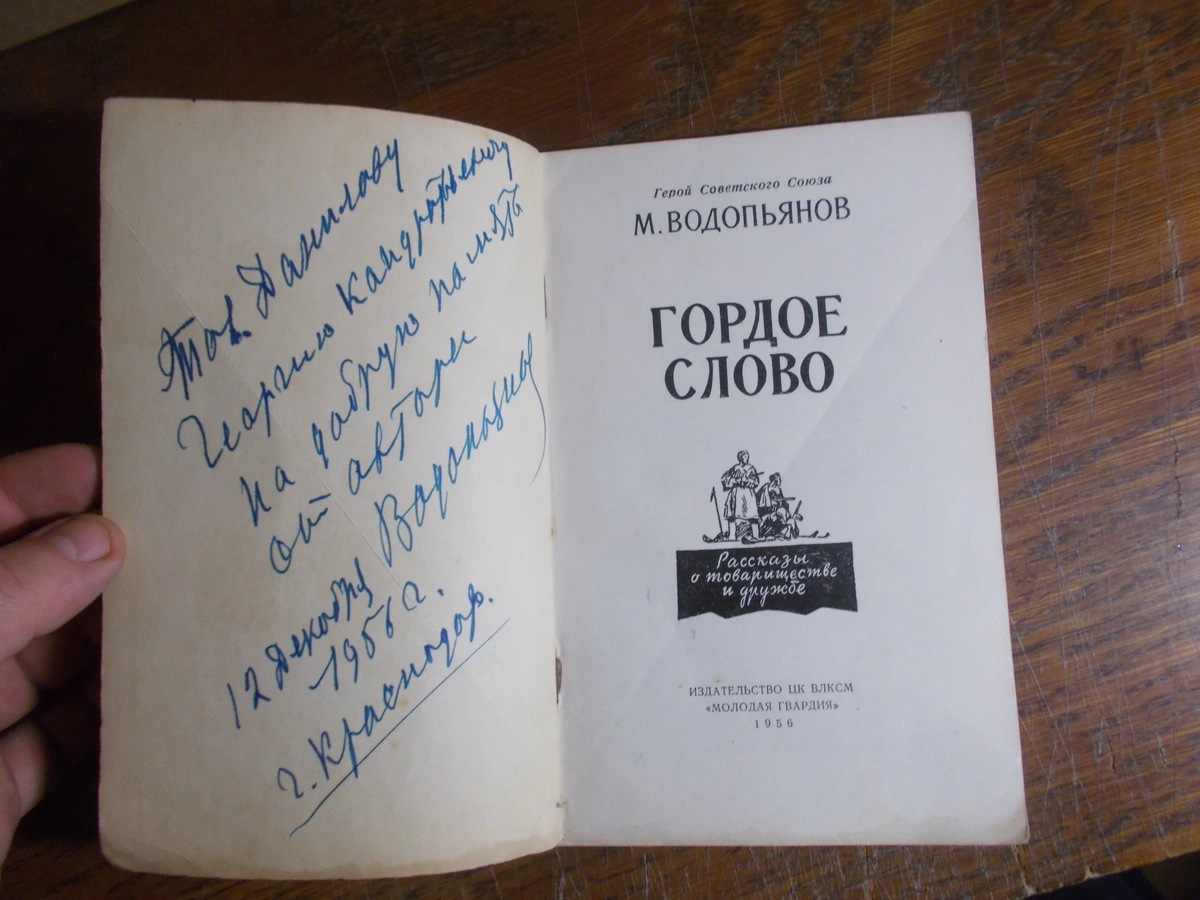 Тов. Данилову
Георгию Кандратьевичу
на добрую память
от автора
Водопьянов
12 Декабря
1956 г.
г. Краснодар.
Герой Советского Союза
М. ВОДОПЬЯНОВ
ГОРДОЕ
СЛОВО
Рассказы
о товариществе
и дружбе
ИЗДАТЕЛЬСТВО ЦК ВЛКСМ
«МОЛОДАЯ ГВАРДИЯ»
1956